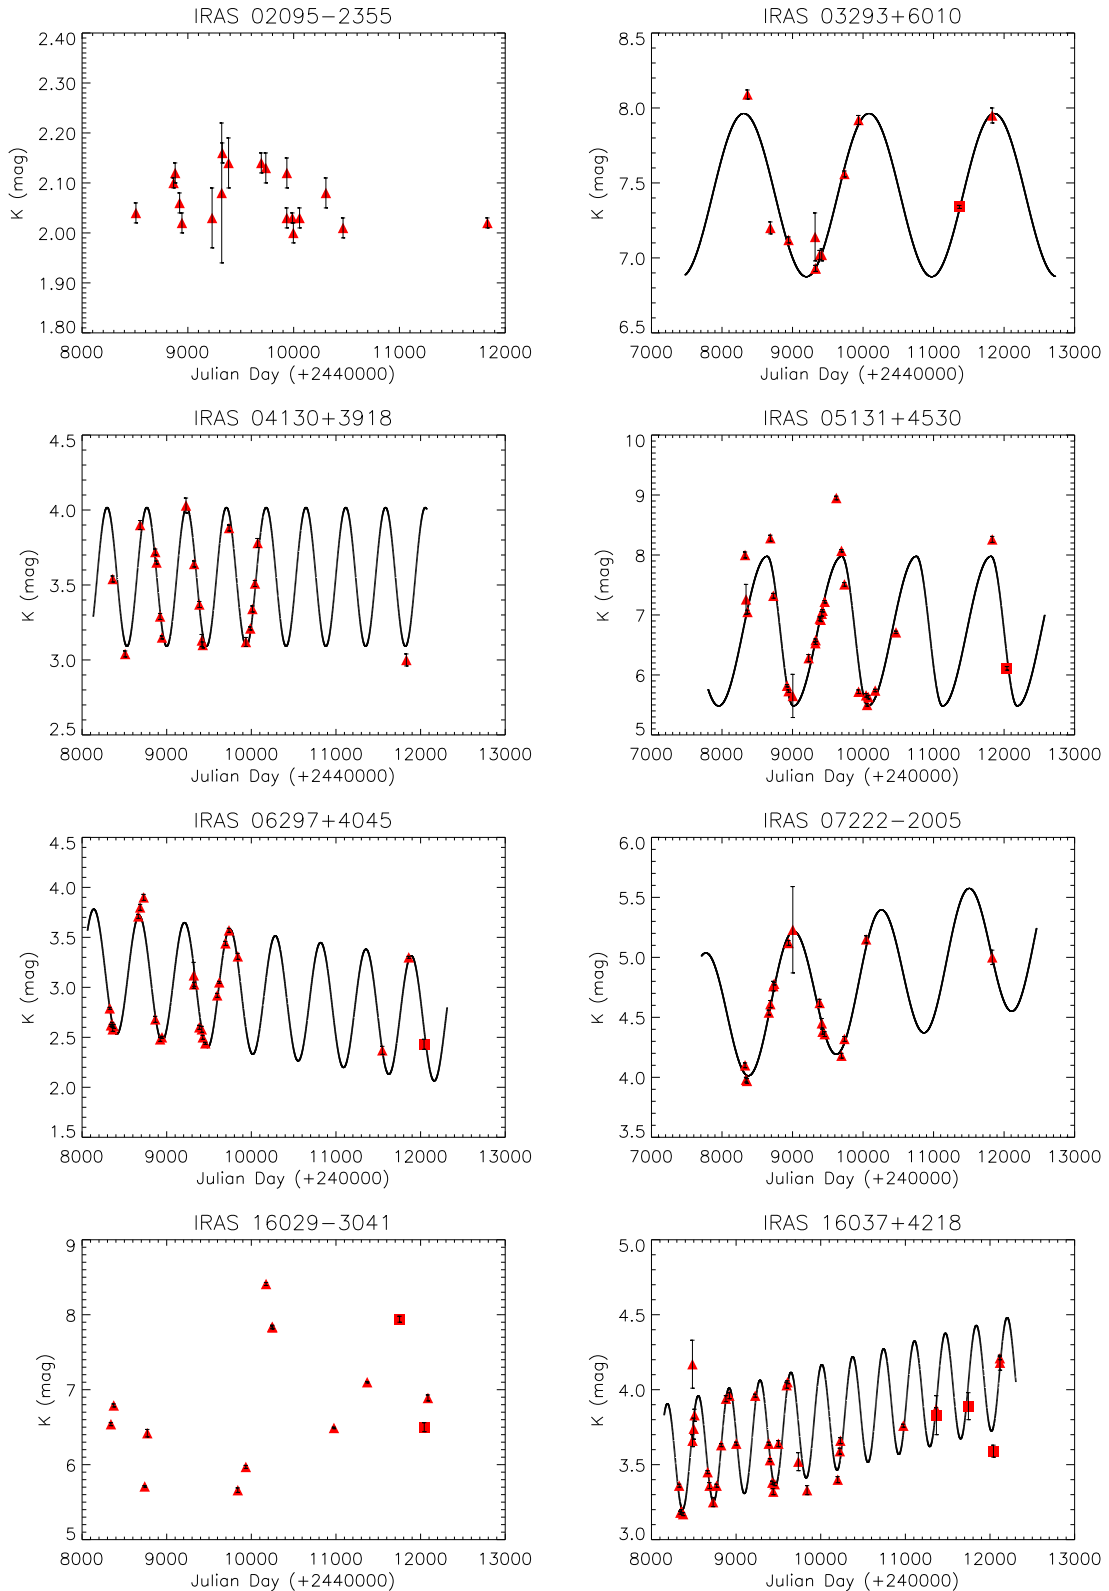 IRAS 02095−2355
2.40
2.30
2.20
2.10
2.00
1.90
1.80
K (mag)
8000 9000 10000 11000 12000
Julian Day (+2440000)
IRAS 03293+6010
8.5
8.0
7.5
7.0
6.5
K (mag)
7000 8000 9000 10000 11000 12000 13000
Julian Day (+2440000)
IRAS 04130+3918
4.5
4.0
3.5
3.0
2.5
K (mag)
8000 9000 10000 11000 12000 13000
Julian Day (+2440000)
IRAS 05131+4530
10
9
8
7
6
5
K (mag)
7000 8000 9000 10000 11000 12000 13000
Julian Day (+240000)
IRAS 06297+4045
4.5
4.0
3.5
3.0
2.5
2.0
1.5
K (mag)
8000 9000 10000 11000 12000 13000
Julian Day (+240000)
IRAS 07222−2005
6.0
5.5
5.0
4.5
4.0
3.5
K (mag)
7000 8000 9000 10000 11000 12000 13000
Julian Day (+240000)
IRAS 16029−3041
9
8
7
6
5
K (mag)
8000 9000 10000 11000 12000 13000
Julian Day (+2440000)
IRAS 16037+4218
5.0
4.5
4.0
3.5
3.0
K (mag)
8000 9000 10000 11000 12000 13000
Julian Day (+240000)